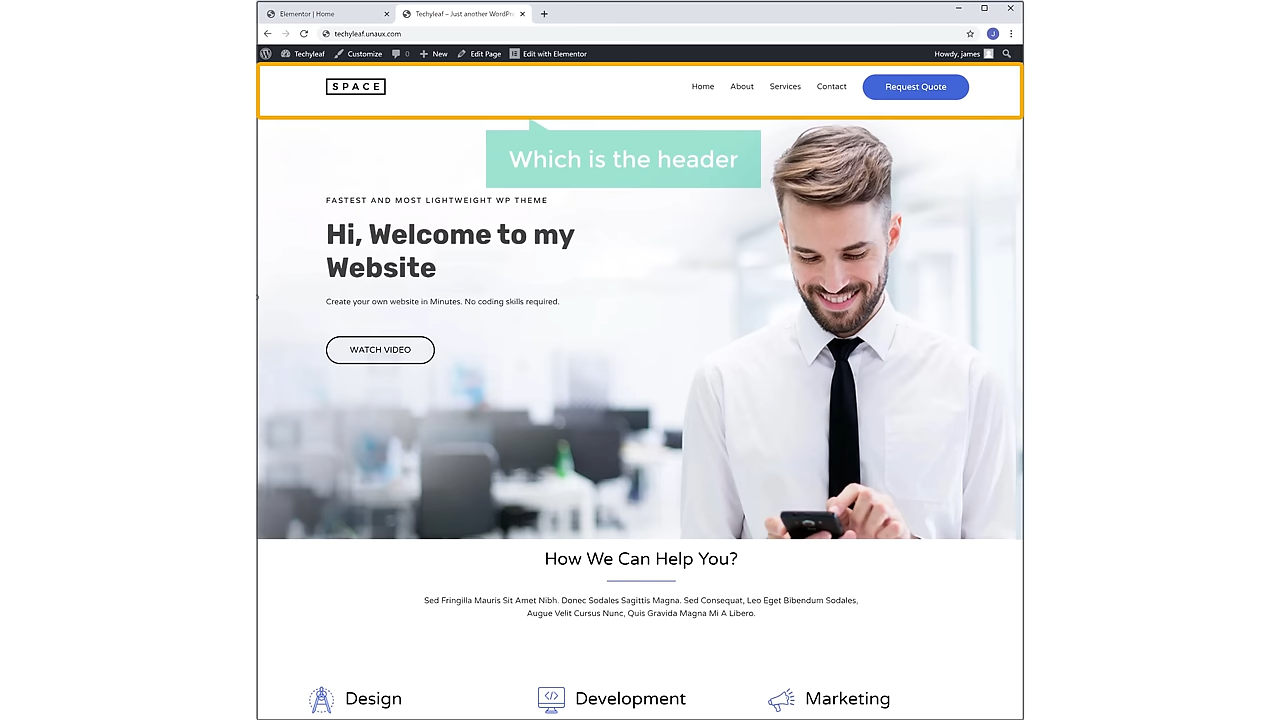 Elementor | Home
Techyleaf – Just another WordPre
techyleaf.unaux.com
J
Techyleaf Customize 0 New Edit Page Edit with Elementor Howdy, james
SPACE
Home About Services Contact Request Quote
Which is the header
FASTEST AND MOST LIGHTWEIGHT WP THEME
Hi, Welcome to my
Website
Create your own website in Minutes. No coding skills required.
WATCH VIDEO
How We Can Help You?
Sed Fringilla Mauris Sit Amet Nibh. Donec Sodales Sagittis Magna. Sed Consequat, Leo Eget Bibendum Sodales,
Augue Velit Cursus Nunc, Quis Gravida Magna Mi A Libero.
Design Development Marketing